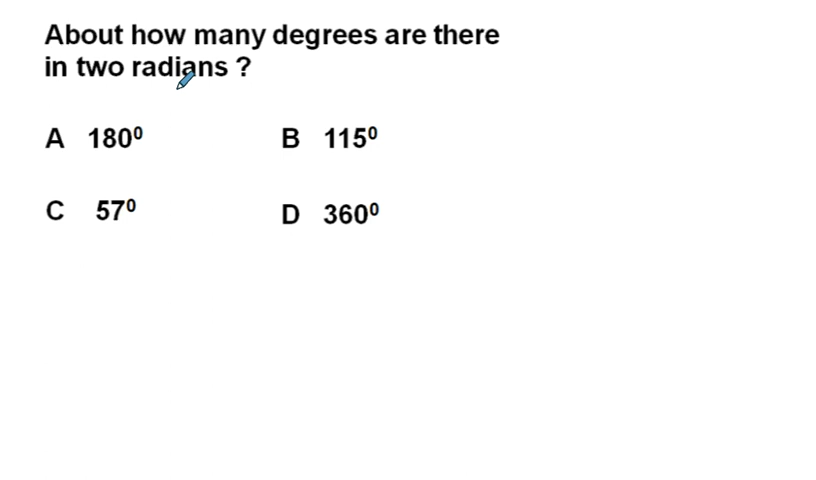 About how many degrees are there
in two radians ?
A 180⁰ B 115⁰
C 57⁰ D 360⁰